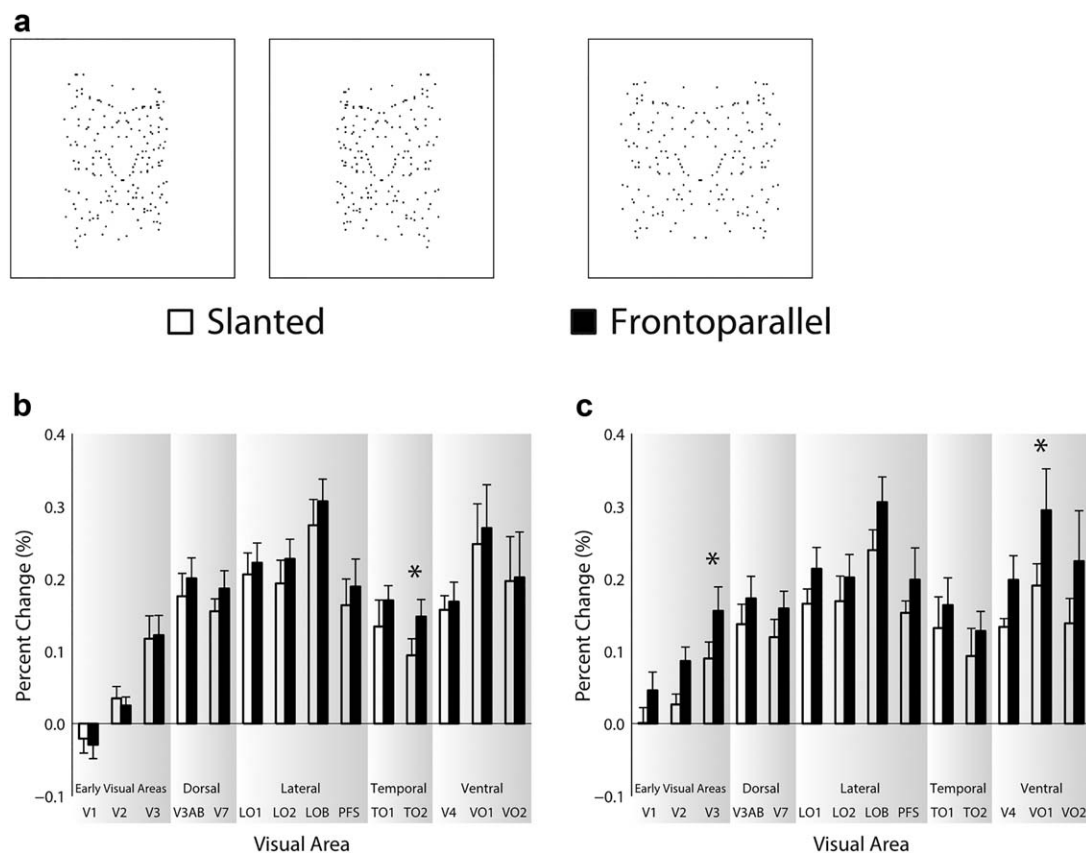 a
Slanted
Frontoparallel
b
0.4
0.3
0.2
0.1
0.0
−0.1
Percent Change (%)
*
Early Visual Areas Dorsal Lateral Temporal Ventral
V1 V2 V3 V3AB V7 LO1 LO2 LOB PFS TO1 TO2 V4 VO1 VO2
Visual Area
c
0.4
0.3
0.2
0.1
0.0
−0.1
Percent Change (%)
*
*
Early Visual Areas Dorsal Lateral Temporal Ventral
V1 V2 V3 V3AB V7 LO1 LO2 LOB PFS TO1 TO2 V4 VO1 VO2
Visual Area